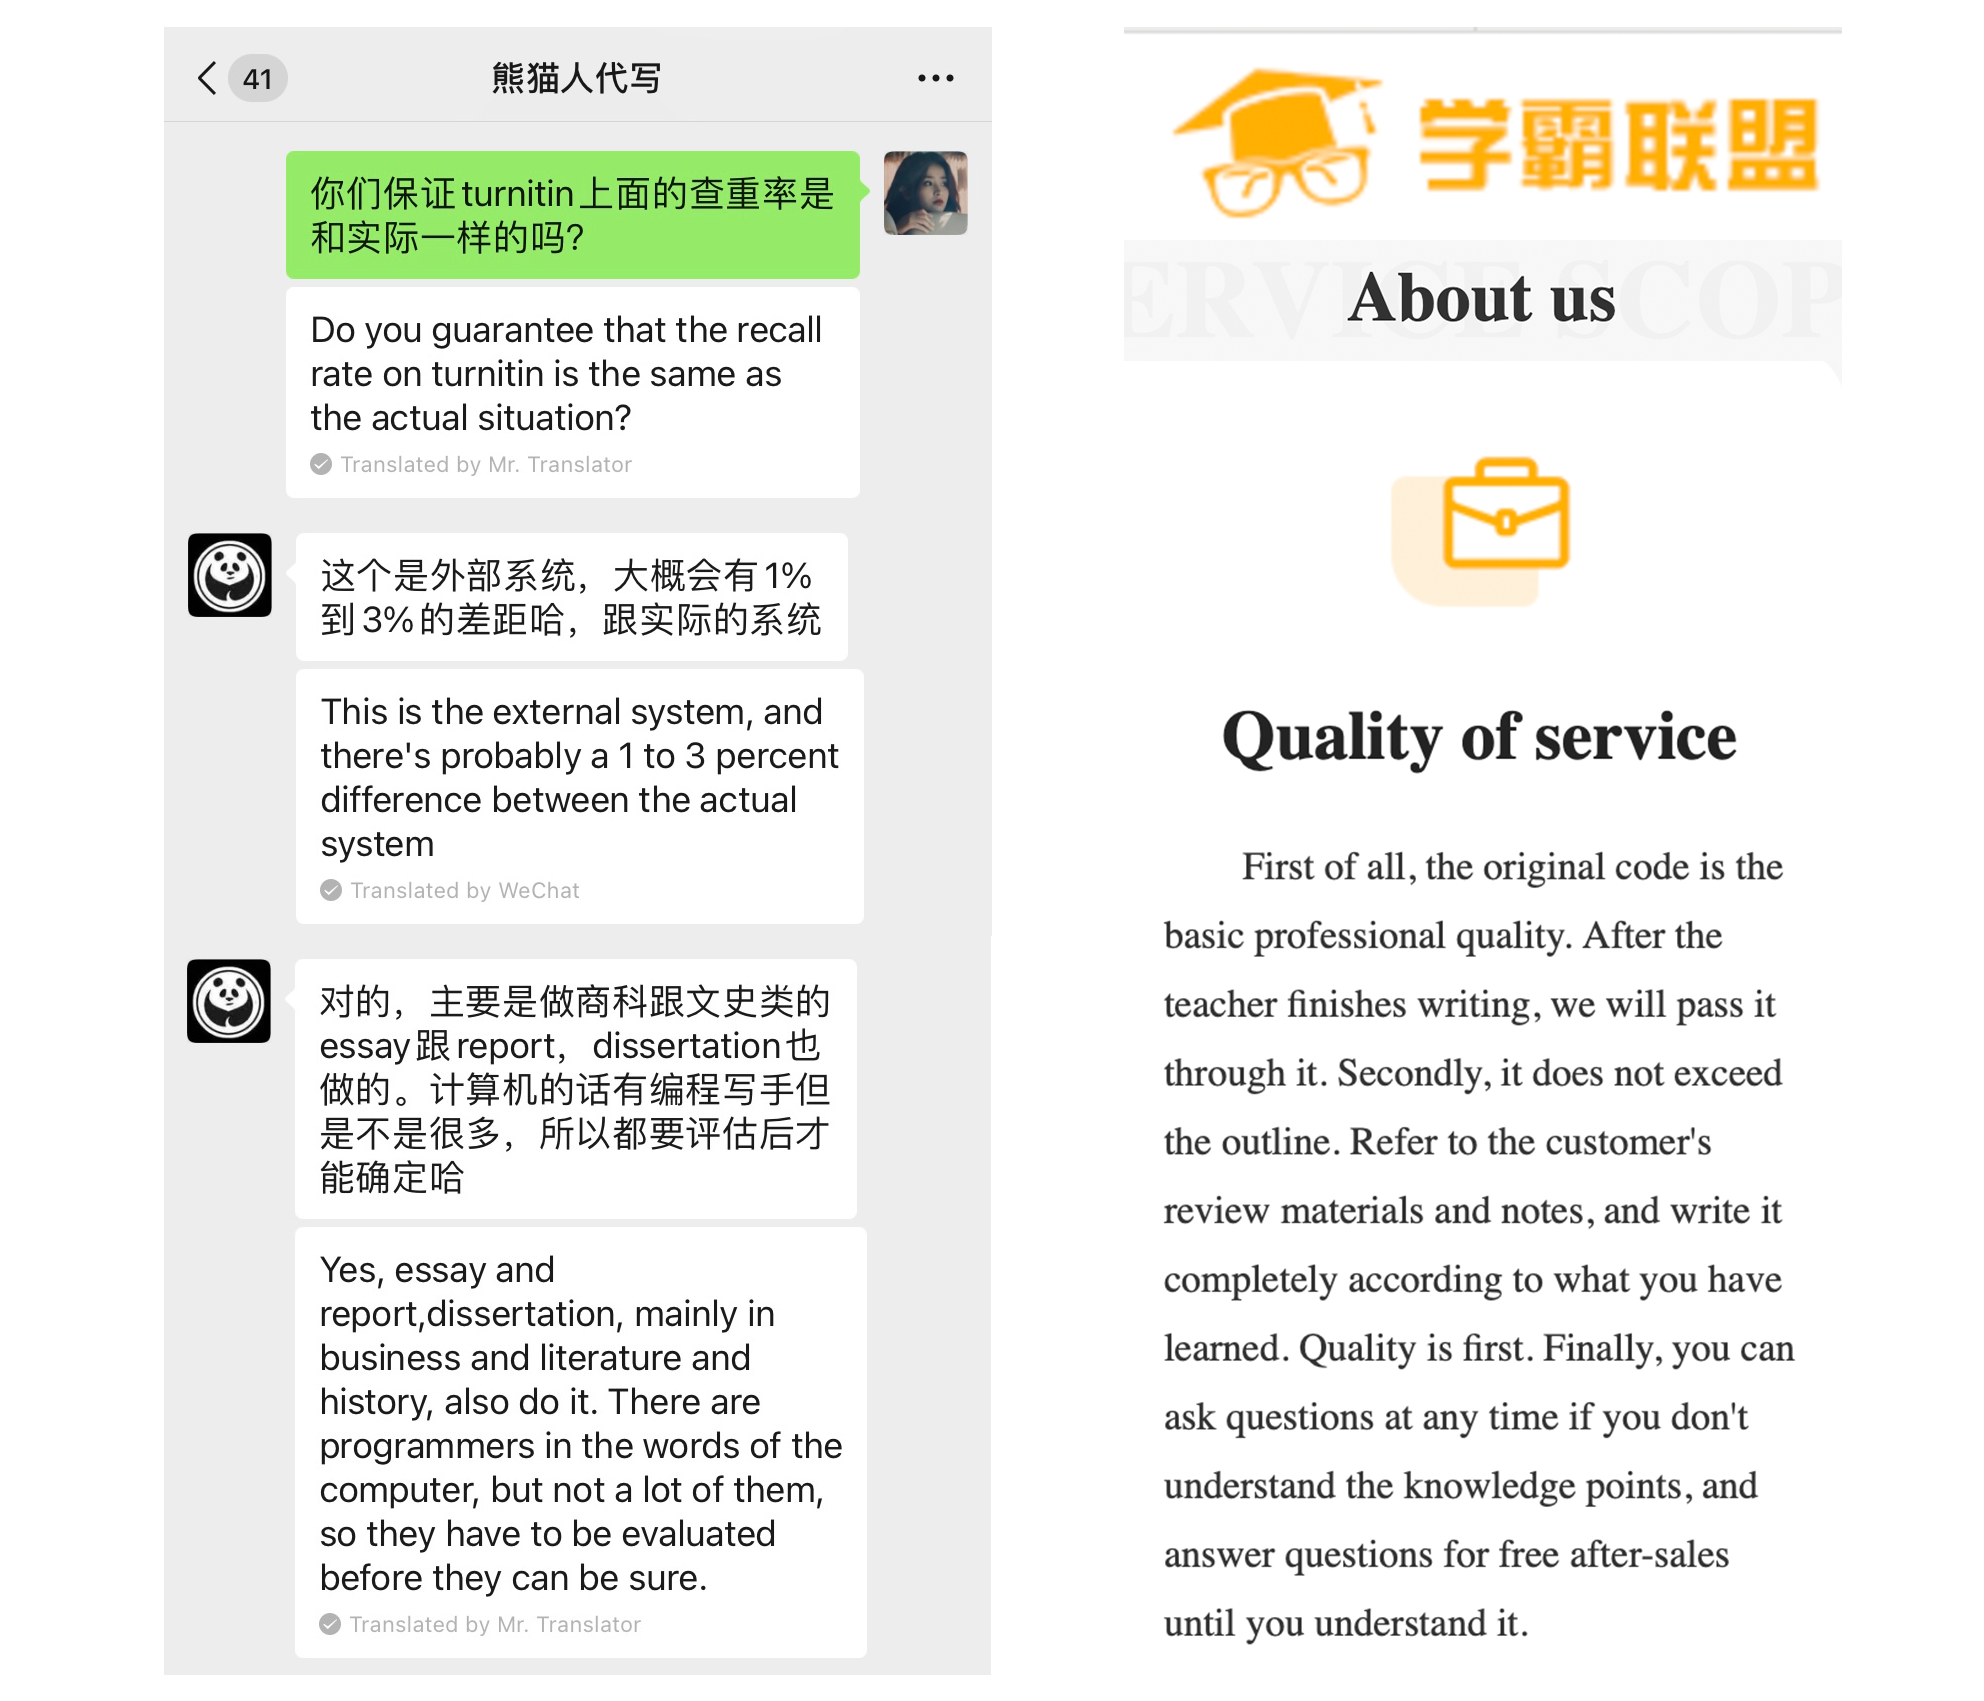 41
熊猫人代写
你们保证turnitin上面的查重率是
和实际一样的吗?
Do you guarantee that the recall
rate on turnitin is the same as
the actual situation?
Translated by Mr. Translator
这个是外部系统，大概会有1%
到3%的差距哈，跟实际的系统
This is the external system, and
there's probably a 1 to 3 percent
difference between the actual
system
Translated by WeChat
对的，主要是做商科跟文史类的
essay跟report，dissertation也
做的。计算机的话有编程写手但
是不是很多，所以都要评估后才
能确定哈
Yes, essay and
report,dissertation, mainly in
business and literature and
history, also do it. There are
programmers in the words of the
computer, but not a lot of them,
so they have to be evaluated
before they can be sure.
Translated by Mr. Translator
学霸联盟
ERVICE SCOP
About us
Quality of service
First of all, the original code is the
basic professional quality. After the
teacher finishes writing, we will pass it
through it. Secondly, it does not exceed
the outline. Refer to the customer's
review materials and notes, and write it
completely according to what you have
learned. Quality is first. Finally, you can
ask questions at any time if you don't
understand the knowledge points, and
answer questions for free after-sales
until you understand it.